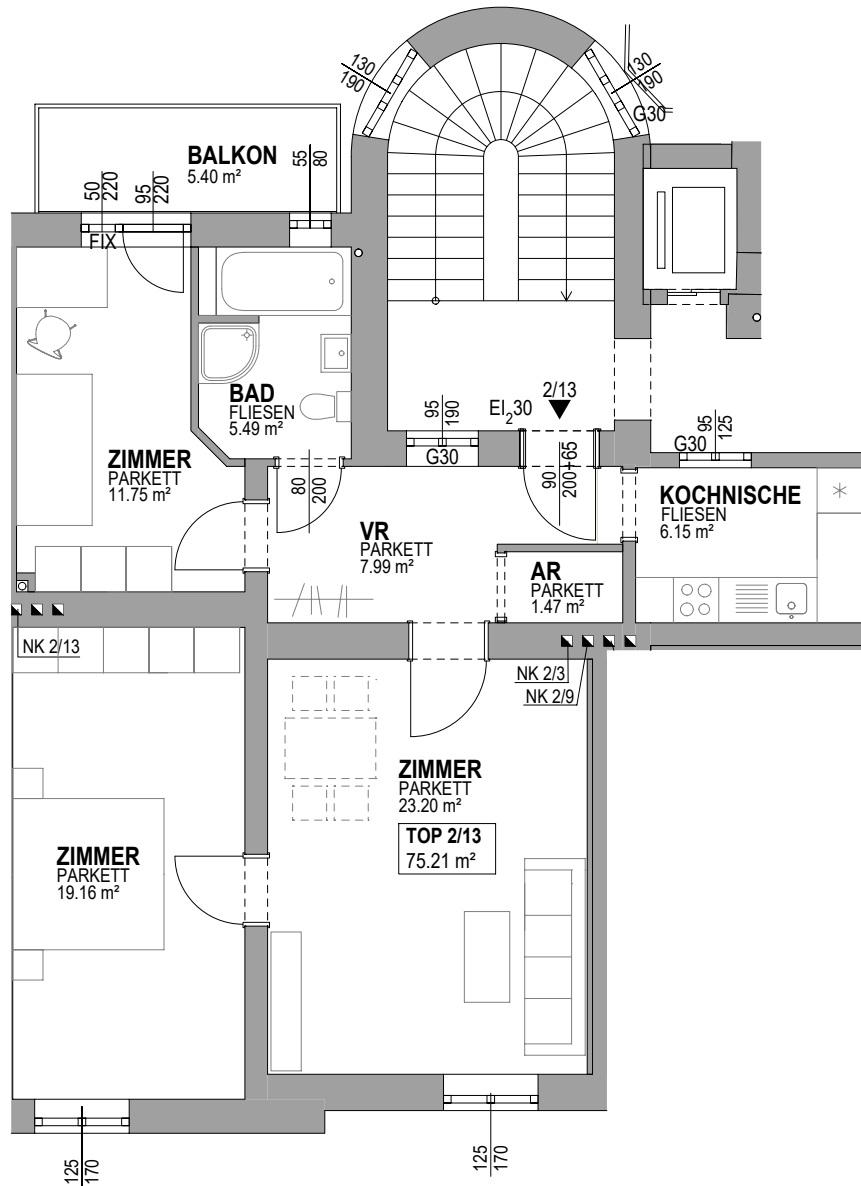 130
190
130
190
G30
BALKON
5.40 m²
55
80
50
220
95
220
FIX
BAD
FLIESEN
5.49 m²
95
190
G30
EI₂30
2/13
90
200+65
95
125
G30
ZIMMER
PARKETT
11.75 m²
80
200
VR
PARKETT
7.99 m²
KOCHNISCHE
FLIESEN
6.15 m²
AR
PARKETT
1.47 m²
NK 2/13
NK 2/3
NK 2/9
ZIMMER
PARKETT
23.20 m²
TOP 2/13
75.21 m²
ZIMMER
PARKETT
19.16 m²
125
170
125
170